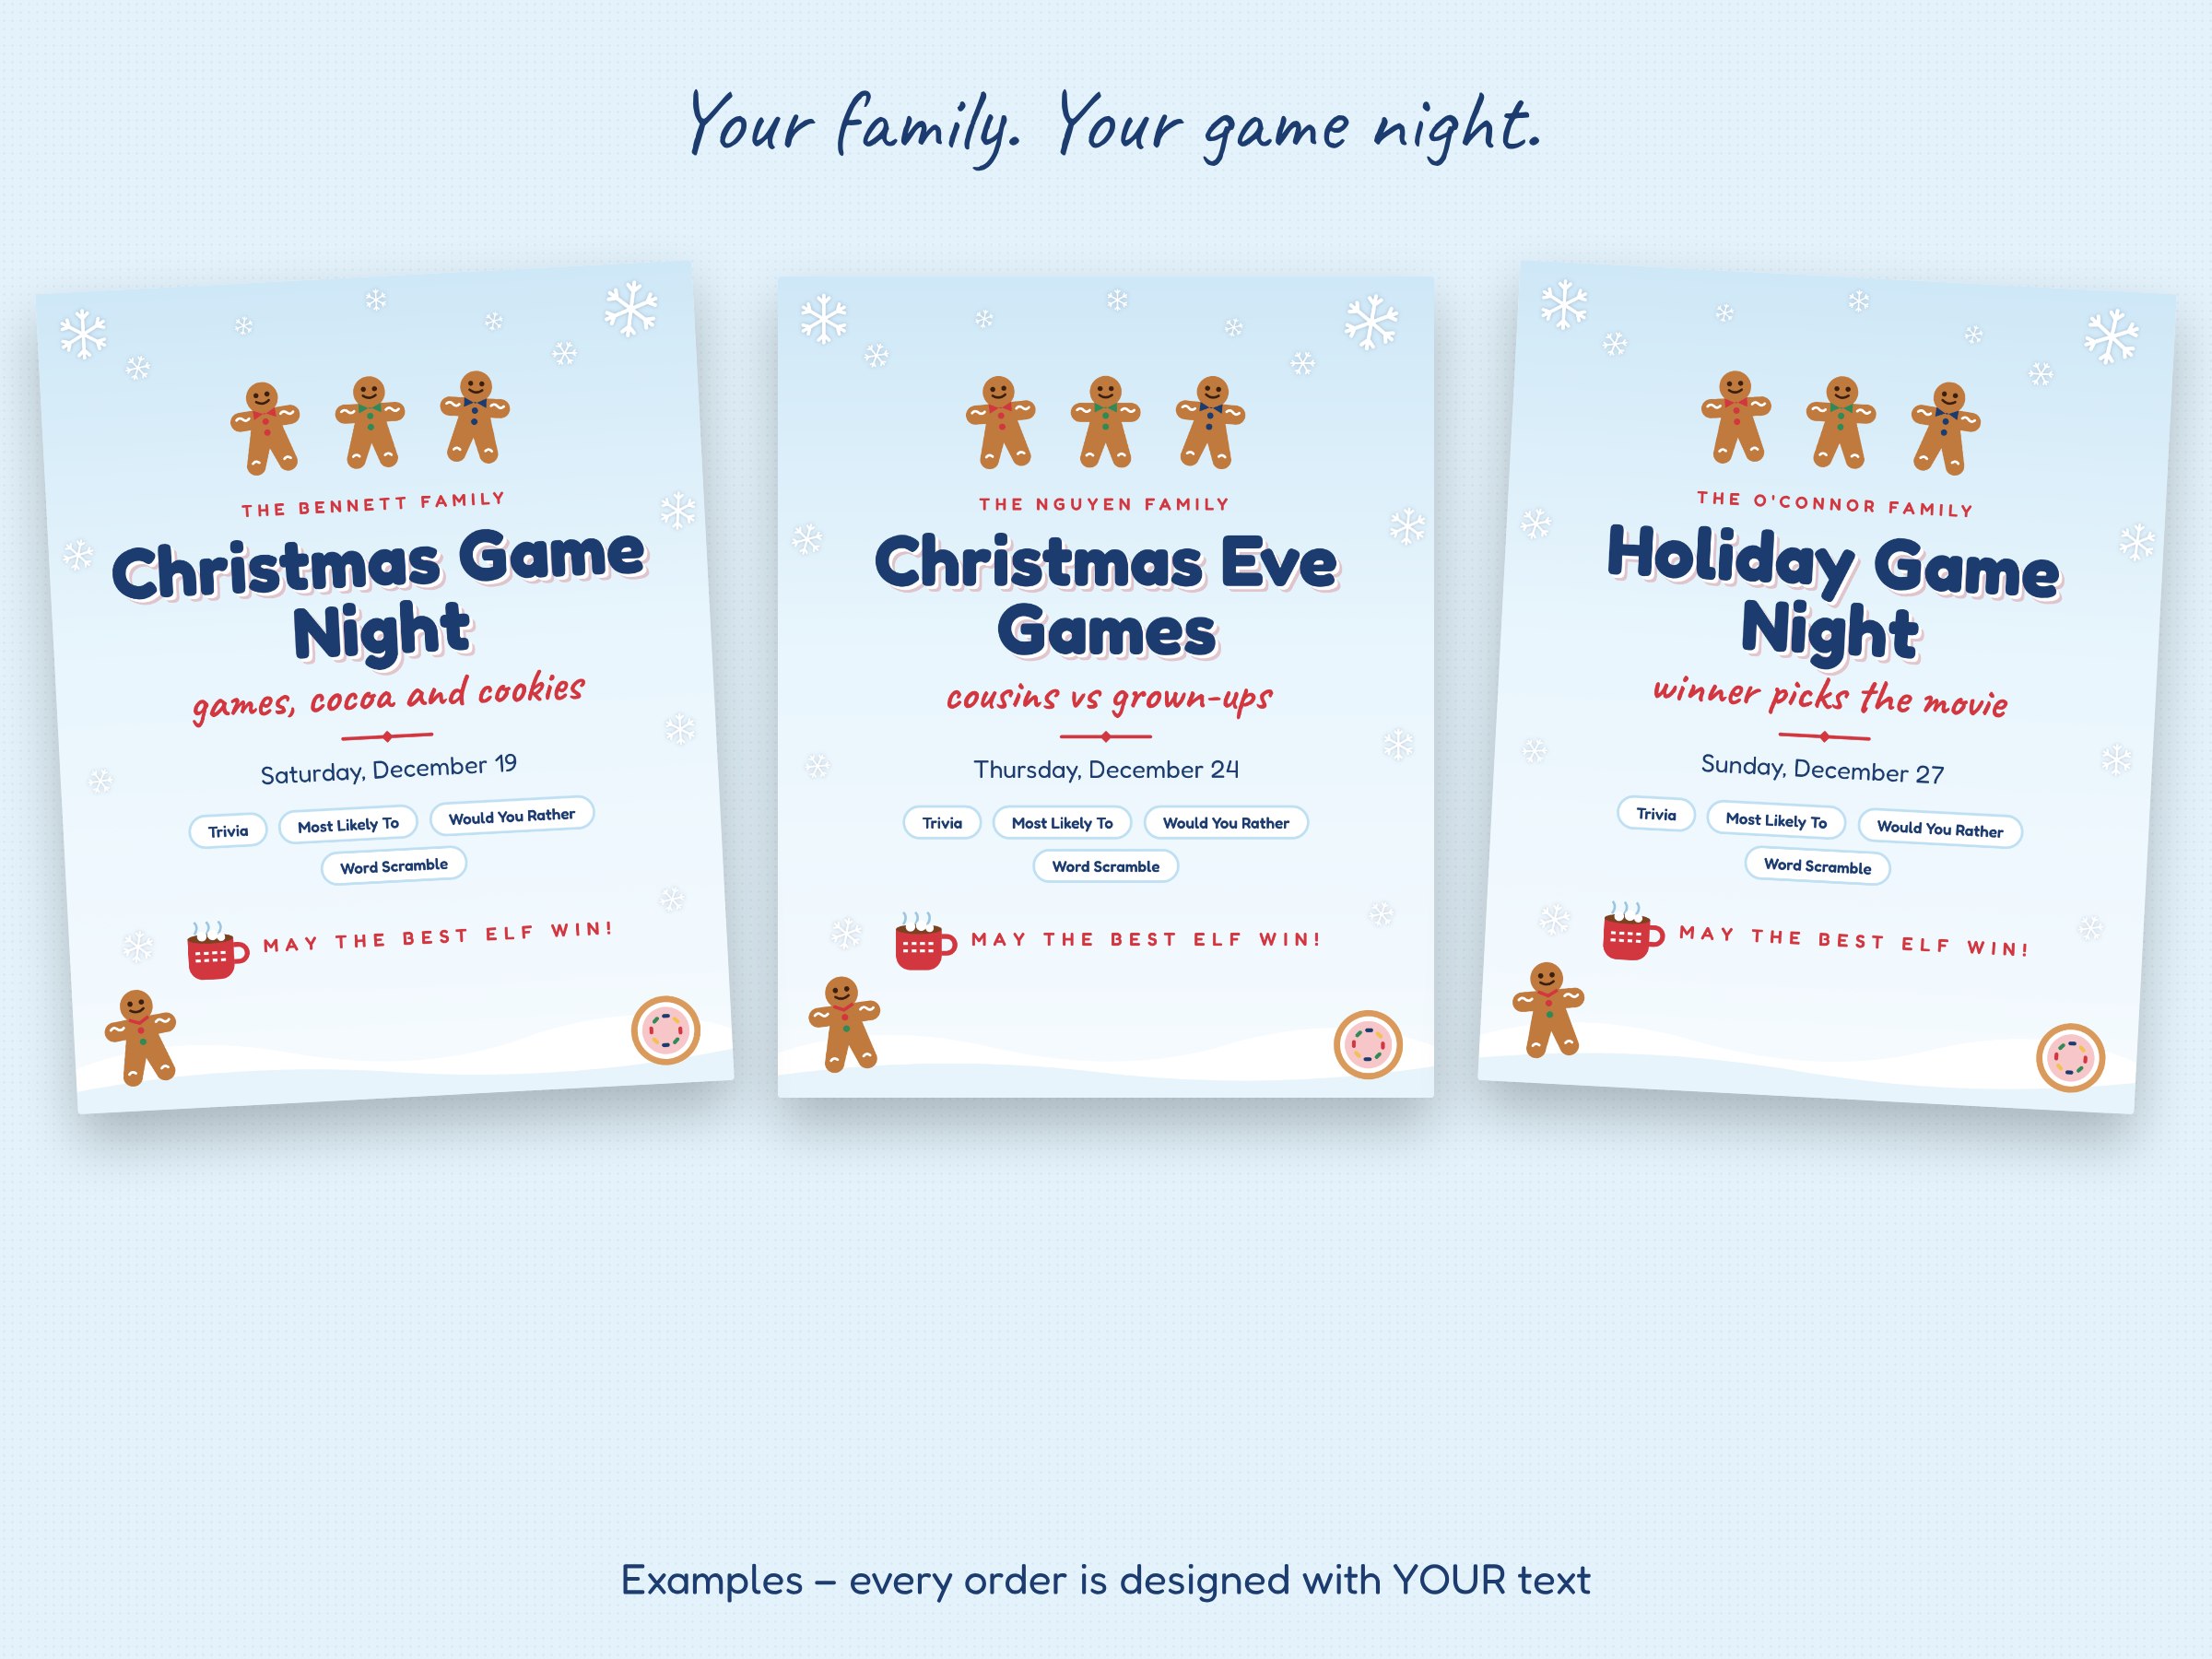 Your family. Your game night.
THE BENNETT FAMILY
Christmas Game
Night
games, cocoa and cookies
Saturday, December 19
Trivia
Most Likely To
Would You Rather
Word Scramble
MAY THE BEST ELF WIN!
THE NGUYEN FAMILY
Christmas Eve
Games
cousins vs grown-ups
Thursday, December 24
Trivia
Most Likely To
Would You Rather
Word Scramble
MAY THE BEST ELF WIN!
THE O'CONNOR FAMILY
Holiday Game
Night
winner picks the movie
Sunday, December 27
Trivia
Most Likely To
Would You Rather
Word Scramble
MAY THE BEST ELF WIN!
Examples – every order is designed with YOUR text